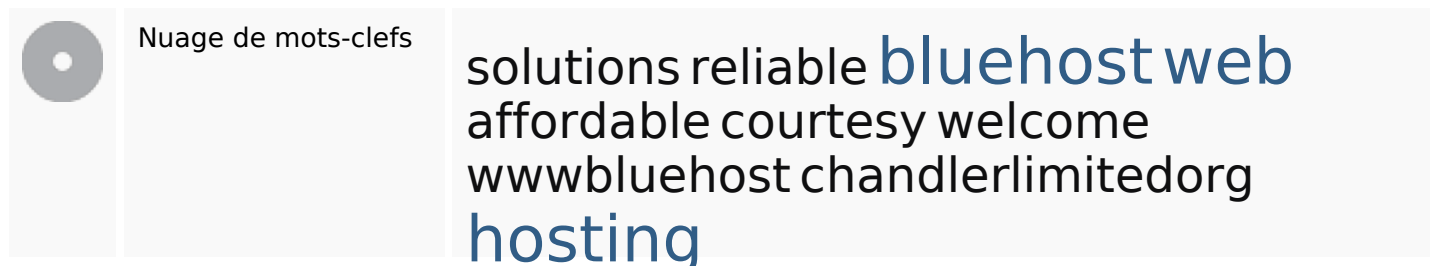 Nuage de mots-clefs
solutions reliable bluehost web
affordable courtesy welcome
wwwbluehost chandlerlimitedorg
hosting